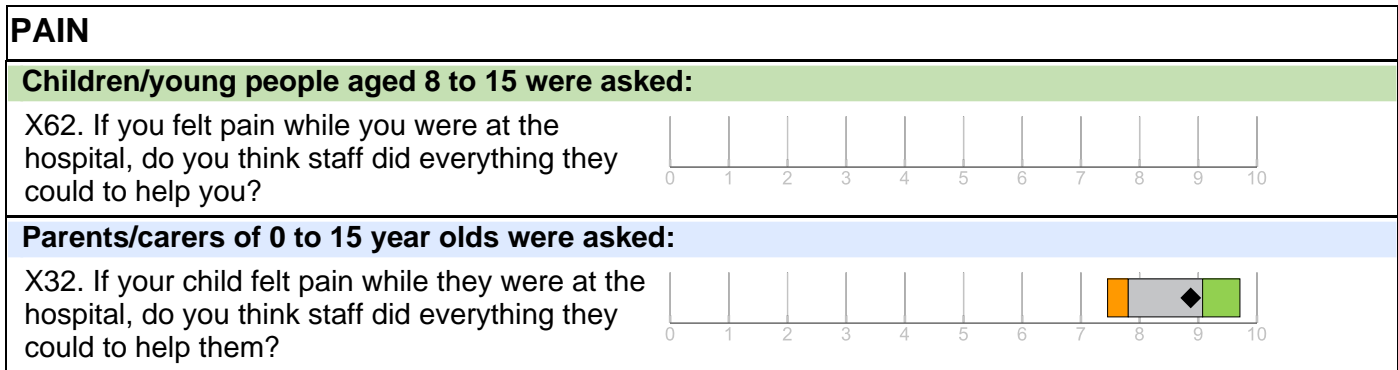 PAIN
Children/young people aged 8 to 15 were asked:
X62. If you felt pain while you were at the
hospital, do you think staff did everything they
could to help you?
0 1 2 3 4 5 6 7 8 9 10
Parents/carers of 0 to 15 year olds were asked:
X32. If your child felt pain while they were at the
hospital, do you think staff did everything they
could to help them?
0 1 2 3 4 5 6 7 8 9 10